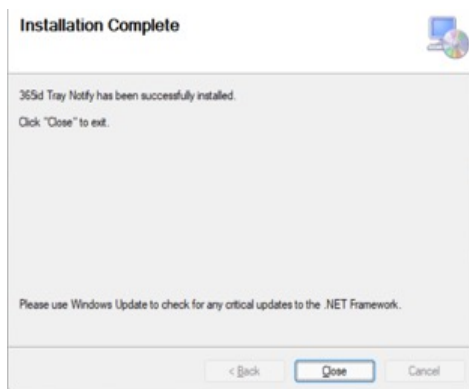 Installation Complete
365id Tray Notify has been successfully installed.
Click "Close" to exit.
Please use Windows Update to check for any critical updates to the .NET Framework.
< Back
Close
Cancel